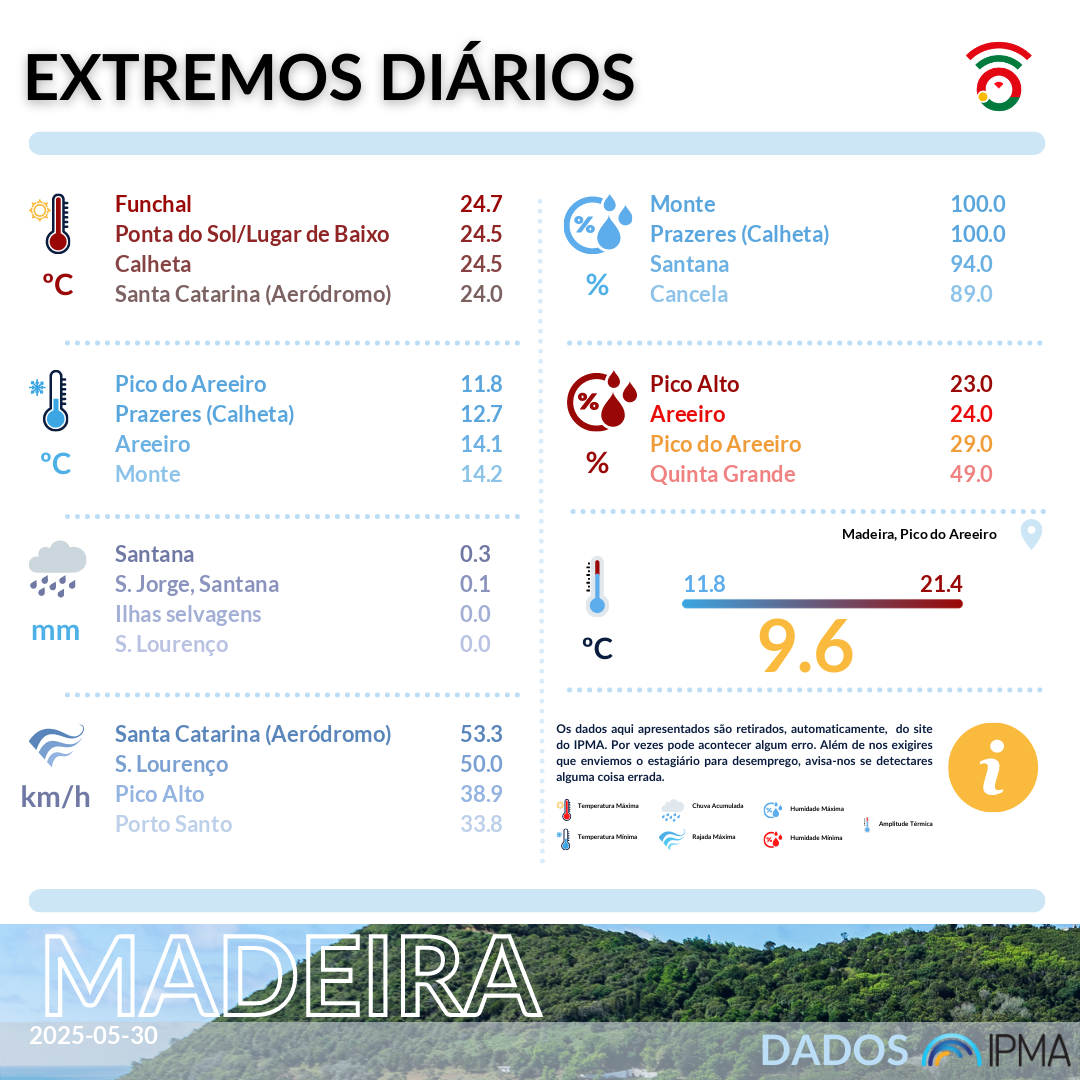 EXTREMOS DIÁRIOS
Funchal 24.7
Ponta do Sol/Lugar de Baixo 24.5
Calheta 24.5
Santa Catarina (Aeródromo) 24.0
ºC
Pico do Areeiro 11.8
Prazeres (Calheta) 12.7
Areeiro 14.1
Monte 14.2
ºC
Santana 0.3
S. Jorge, Santana 0.1
Ilhas selvagens 0.0
S. Lourenço 0.0
mm
Santa Catarina (Aeródromo) 53.3
S. Lourenço 50.0
Pico Alto 38.9
Porto Santo 33.8
km/h
%
Monte 100.0
Prazeres (Calheta) 100.0
Santana 94.0
Cancela 89.0
%
%
Pico Alto 23.0
Areeiro 24.0
Pico do Areeiro 29.0
Quinta Grande 49.0
%
Madeira, Pico do Areeiro
11.8 21.4
9.6
ºC
Os dados aqui apresentados são retirados, automaticamente, do site
do IPMA. Por vezes pode acontecer algum erro. Além de nos exigires
que enviemos o estagiário para desemprego, avisa-nos se detectares
alguma coisa errada.
i
Temperatura Máxima
Chuva Acumulada
Humidade Máxima
Amplitude Térmica
Temperatura Mínima
Rajada Máxima
Humidade Mínima
MADEIRA
2025-05-30
DADOS IPMA